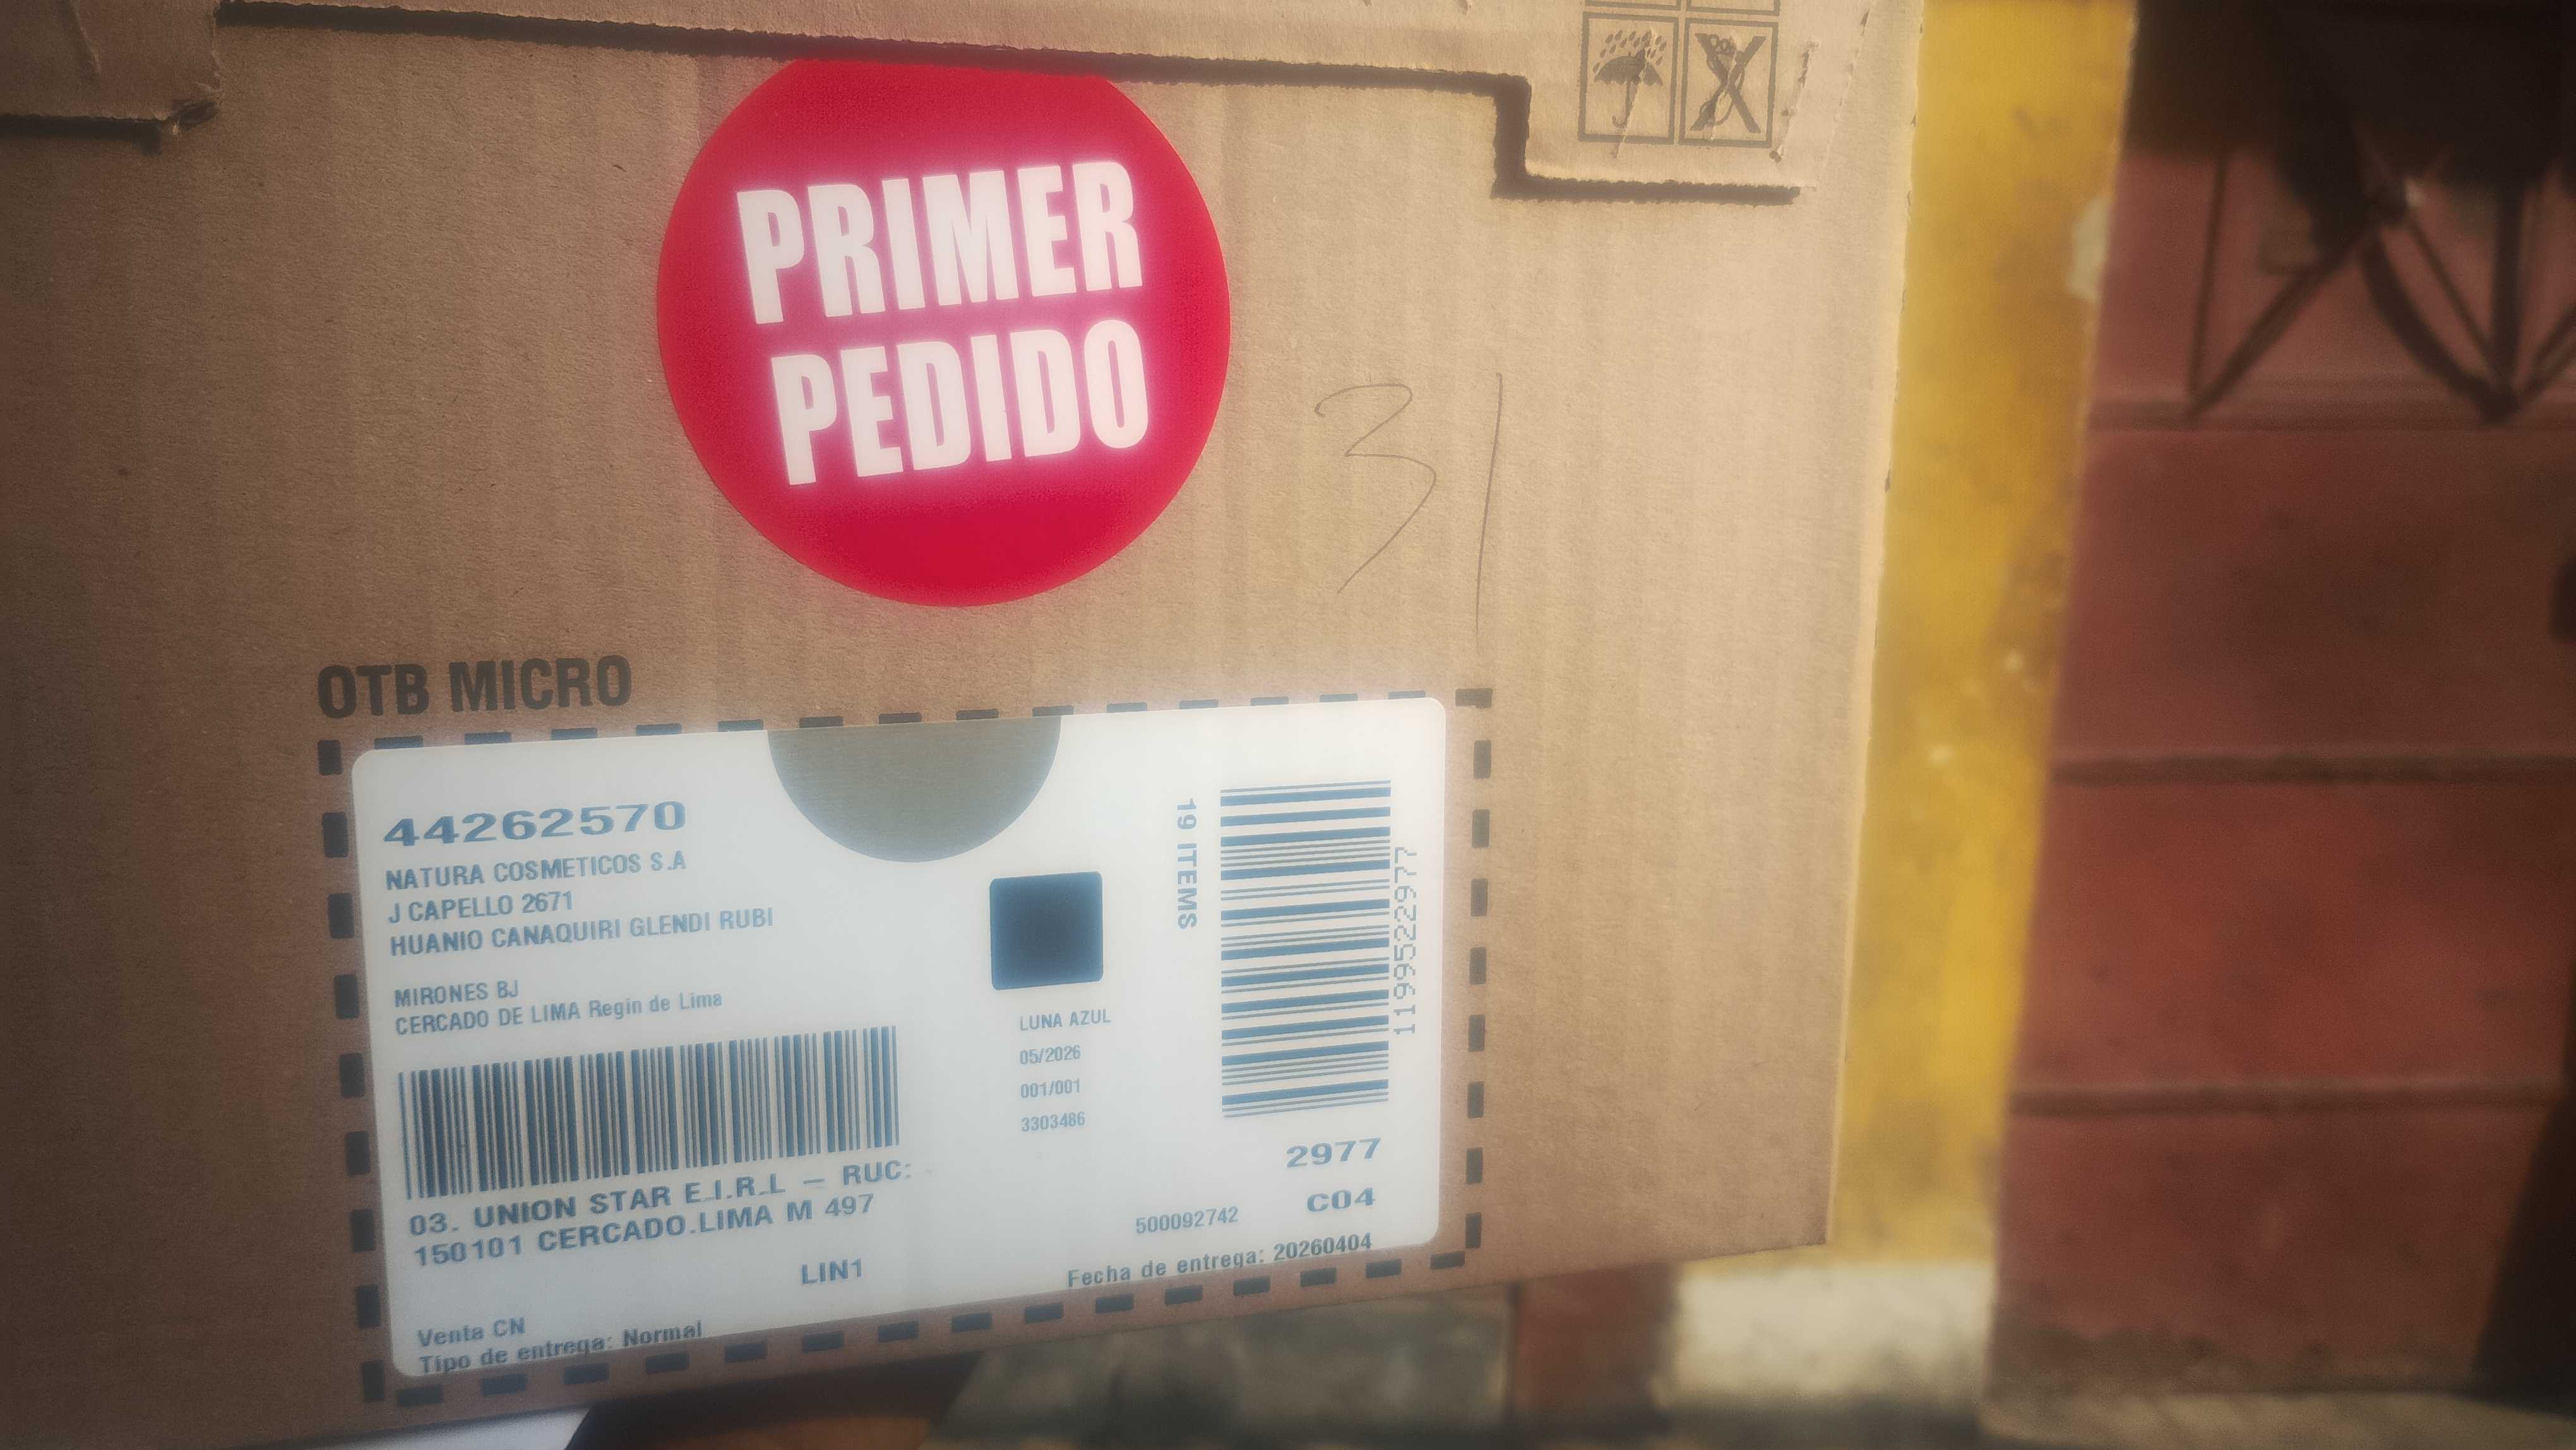 PRIMER
PEDIDO
31
OTB MICRO
44262570
NATURA COSMETICOS S.A
J CAPELLO 2671
HUANIO CANAQUIRI GLENDI RUBI
MIRONES BJ
CERCADO DE LIMA Regin de Lima
03. UNION STAR E.I.R.L – RUC:
150101 CERCADO.LIMA M 497
LIN1
Venta CN
Tipo de entrega: Normal
LUNA AZUL
05/2026
001/001
3303486
19 ITEMS
1199522977
2977
C04
500092742
Fecha de entrega: 20260404